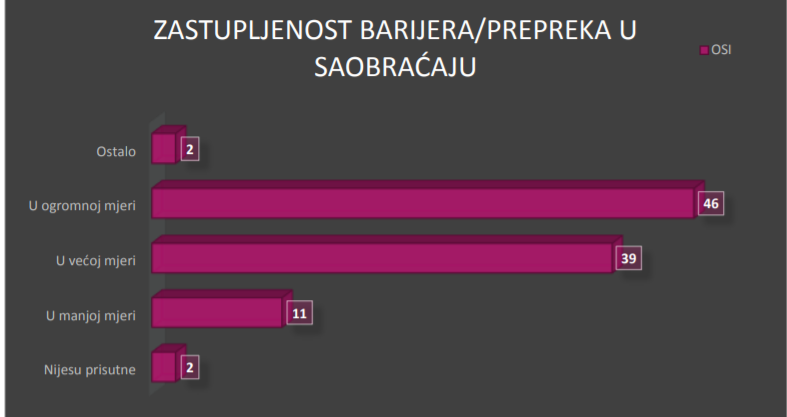 ZASTUPLJENOST BARIJERA/PREPREKA U
SAOBRAĆAJU
OSI
Ostalo
2
U ogromnoj mjeri
46
U većoj mjeri
39
U manjoj mjeri
11
Nijesu prisutne
2